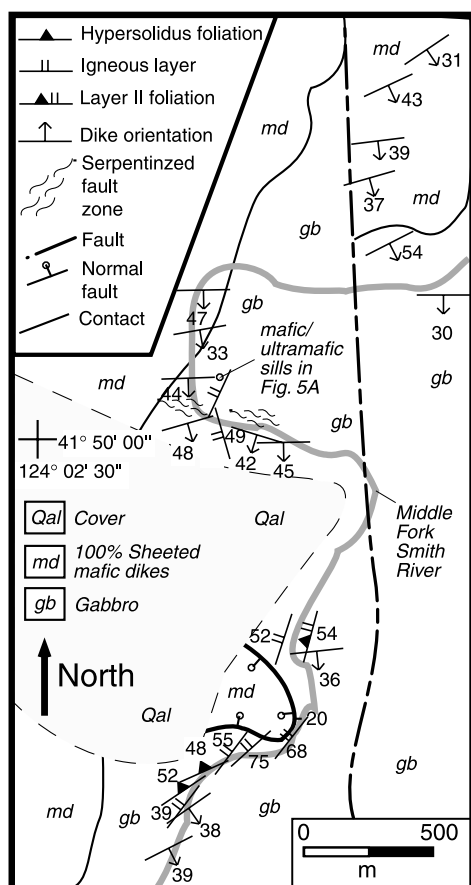 Hypersolidus foliation
Igneous layer
Layer II foliation
Dike orientation
Serpentinzed
fault
zone
Fault
Normal
fault
Contact
md
md
31
43
39
37
md
54
gb
gb
30
47
33
mafic/
ultramafic
sills in
Fig. 5A
gb
md
44
gb
41° 50' 00"
124° 02' 30"
48
49
42
45
Qal Cover
md 100% Sheeted
mafic dikes
gb Gabbro
Qal
Middle
Fork
Smith
River
North
52
54
36
md
Qal
20
55
48
75
68
52
39
38
39
md
gb
gb
gb
0 500
m